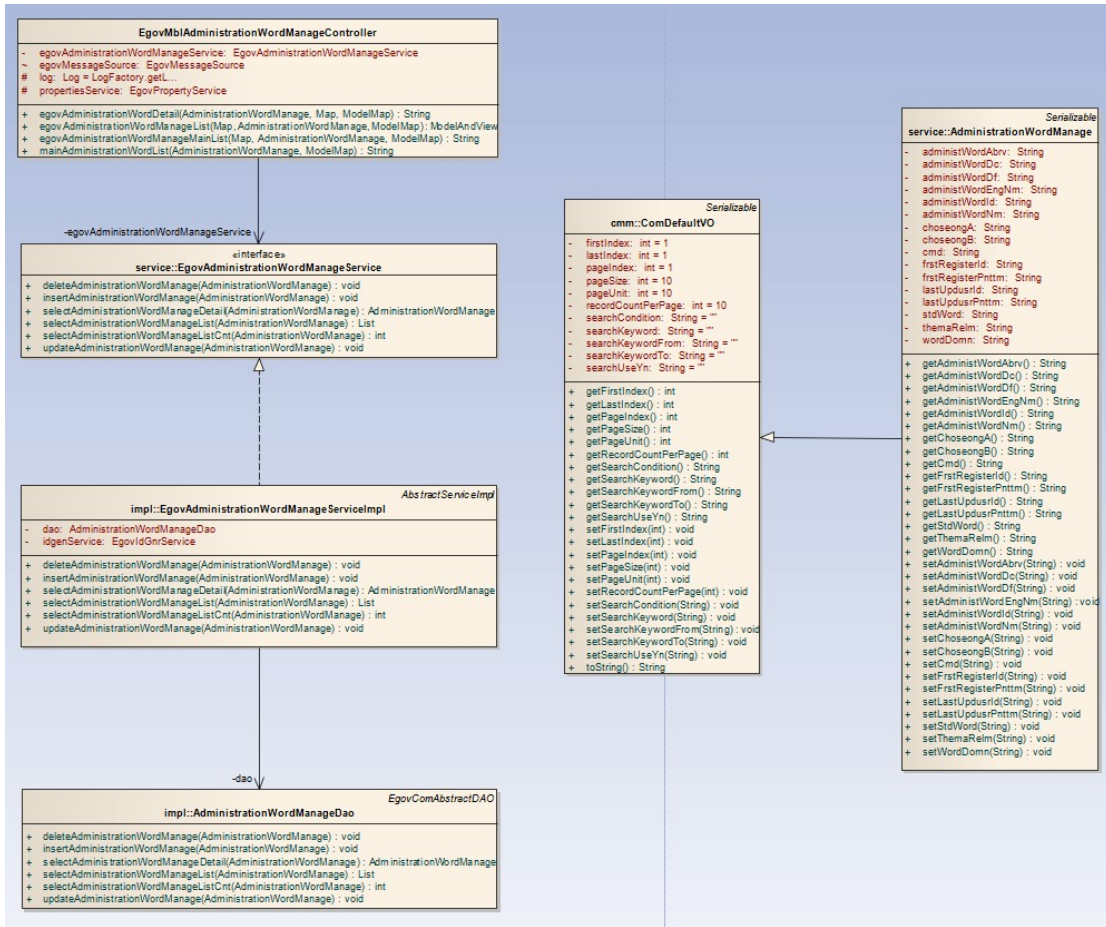 EgovMblAdministrationWordManageController
- egovAdministrationWordManageService: EgovAdministrationWordManageService
~ egovMessageSource: EgovMessageSource
# log: Log = LogFactory.getL...
# propertiesService: EgovPropertyService
+ egovAdministrationWordDetail(AdministrationWordManage, Map, ModelMap) : String
+ egovAdministrationWordManageList(Map, AdministrationWordManage, ModelMap) : ModelAndView
+ egovAdministrationWordManageMainList(Map, AdministrationWordManage, ModelMap) : String
+ mainAdministrationWordList(AdministrationWordManage, ModelMap) : String
-egovAdministrationWordManageService
«interface»
service::EgovAdministrationWordManageService
+ deleteAdministrationWordManage(AdministrationWordManage) : void
+ insertAdministrationWordManage(AdministrationWordManage) : void
+ selectAdministrationWordManageDetail(AdministrationWordManage) : AdministrationWordManage
+ selectAdministrationWordManageList(AdministrationWordManage) : List
+ selectAdministrationWordManageListCnt(AdministrationWordManage) : int
+ updateAdministrationWordManage(AdministrationWordManage) : void
AbstractServiceImpl
impl::EgovAdministrationWordManageServiceImpl
- dao: AdministrationWordManageDao
- idgenService: EgovIdGnrService
+ deleteAdministrationWordManage(AdministrationWordManage) : void
+ insertAdministrationWordManage(AdministrationWordManage) : void
+ selectAdministrationWordManageDetail(AdministrationWordManage) : AdministrationWordManage
+ selectAdministrationWordManageList(AdministrationWordManage) : List
+ selectAdministrationWordManageListCnt(AdministrationWordManage) : int
+ updateAdministrationWordManage(AdministrationWordManage) : void
-dao
EgovComAbstractDAO
impl::AdministrationWordManageDao
+ deleteAdministrationWordManage(AdministrationWordManage) : void
+ insertAdministrationWordManage(AdministrationWordManage) : void
+ selectAdministrationWordManageDetail(AdministrationWordManage) : AdministrationWordManage
+ selectAdministrationWordManageList(AdministrationWordManage) : List
+ selectAdministrationWordManageListCnt(AdministrationWordManage) : int
+ updateAdministrationWordManage(AdministrationWordManage) : void
Serializable
cmm::ComDefaultVO
- firstIndex: int = 1
- lastIndex: int = 1
- pageIndex: int = 1
- pageSize: int = 10
- pageUnit: int = 10
- recordCountPerPage: int = 10
- searchCondition: String = ""
- searchKeyword: String = ""
- searchKeywordFrom: String = ""
- searchKeywordTo: String = ""
- searchUseYn: String = ""
+ getFirstIndex() : int
+ getLastIndex() : int
+ getPageIndex() : int
+ getPageSize() : int
+ getPageUnit() : int
+ getRecordCountPerPage() : int
+ getSearchCondition() : String
+ getSearchKeyword() : String
+ getSearchKeywordFrom() : String
+ getSearchKeywordTo() : String
+ getSearchUseYn() : String
+ setFirstIndex(int) : void
+ setLastIndex(int) : void
+ setPageIndex(int) : void
+ setPageSize(int) : void
+ setPageUnit(int) : void
+ setRecordCountPerPage(int) : void
+ setSearchCondition(String) : void
+ setSearchKeyword(String) : void
+ setSearchKeywordFrom(String) : void
+ setSearchKeywordTo(String) : void
+ setSearchUseYn(String) : void
+ toString() : String
Serializable
service::AdministrationWordManage
- administWordAbrv: String
- administWordDc: String
- administWordDf: String
- administWordEngNm: String
- administWordId: String
- administWordNm: String
- choseongA: String
- choseongB: String
- cmd: String
- frstRegisterId: String
- frstRegisterPnttm: String
- lastUpdusrId: String
- lastUpdusrPnttm: String
- stdWord: String
- themaRelm: String
- wordDomn: String
+ getAdministWordAbrv() : String
+ getAdministWordDc() : String
+ getAdministWordDf() : String
+ getAdministWordEngNm() : String
+ getAdministWordId() : String
+ getAdministWordNm() : String
+ getChoseongA() : String
+ getChoseongB() : String
+ getCmd() : String
+ getFrstRegisterId() : String
+ getFrstRegisterPnttm() : String
+ getLastUpdusrId() : String
+ getLastUpdusrPnttm() : String
+ getStdWord() : String
+ getThemaRelm() : String
+ getWordDomn() : String
+ setAdministWordAbrv(String) : void
+ setAdministWordDc(String) : void
+ setAdministWordDf(String) : void
+ setAdministWordEngNm(String) : void
+ setAdministWordId(String) : void
+ setAdministWordNm(String) : void
+ setChoseongA(String) : void
+ setChoseongB(String) : void
+ setCmd(String) : void
+ setFrstRegisterId(String) : void
+ setFrstRegisterPnttm(String) : void
+ setLastUpdusrId(String) : void
+ setLastUpdusrPnttm(String) : void
+ setStdWord(String) : void
+ setThemaRelm(String) : void
+ setWordDomn(String) : void